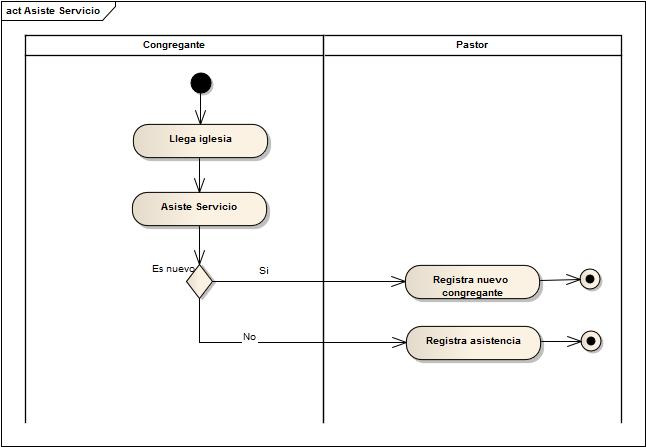 act Asiste Servicio
Congregante
Pastor
Llega iglesia
Asiste Servicio
Es nuevo
Si
Registra nuevo
congregante
No
Registra asistencia